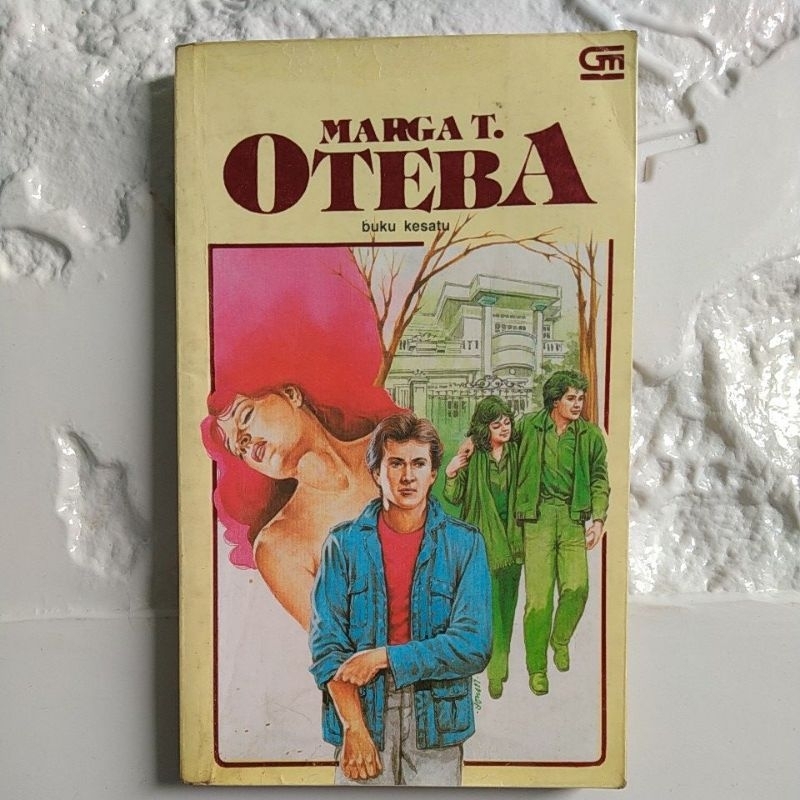 Gm
MARGA T.
OTEBA
buku kesatu